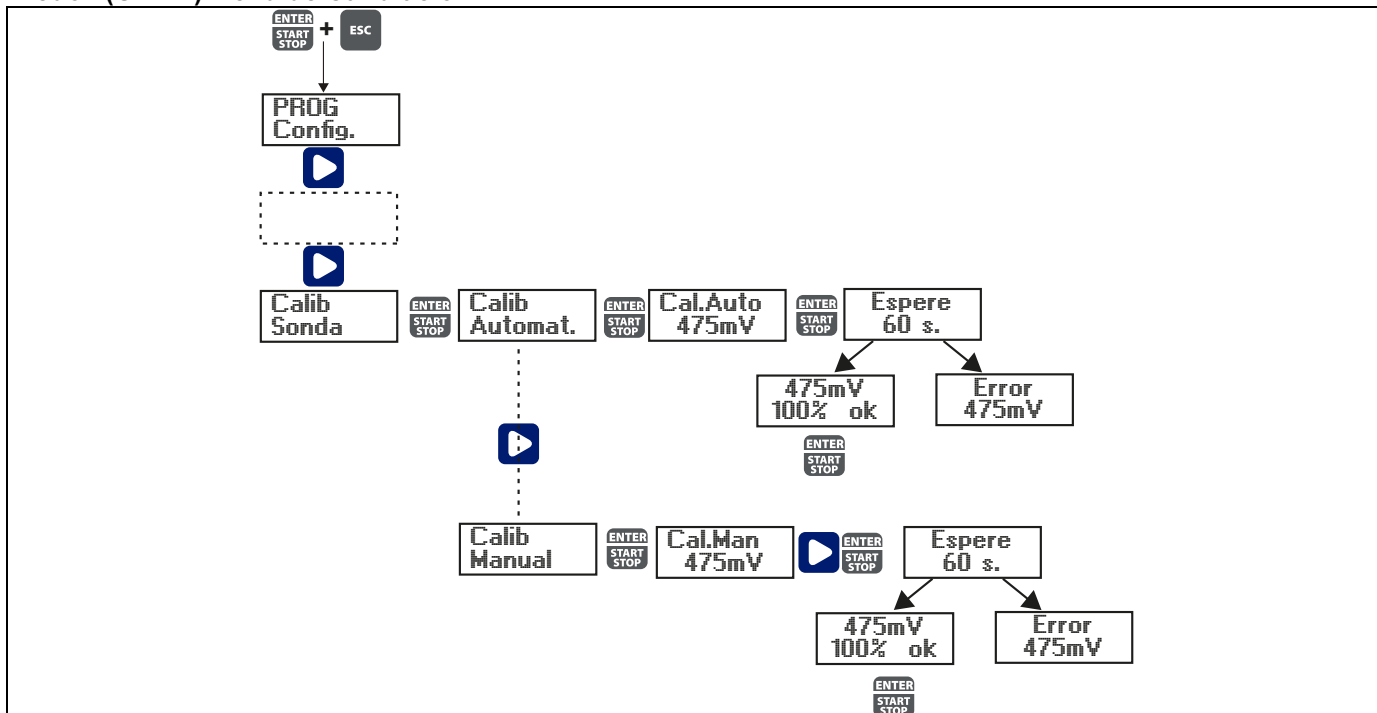 ENTER
START
STOP
+
ESC
PROG
Config.
Calib
Sonda
ENTER
START
STOP
Calib
Automat.
ENTER
START
STOP
Cal.Auto
475mV
ENTER
START
STOP
Espere
60 s.
475mV
100% ok
Error
475mV
ENTER
START
STOP
Calib
Manual
ENTER
START
STOP
Cal.Man
475mV
ENTER
START
STOP
Espere
60 s.
475mV
100% ok
Error
475mV
ENTER
START
STOP